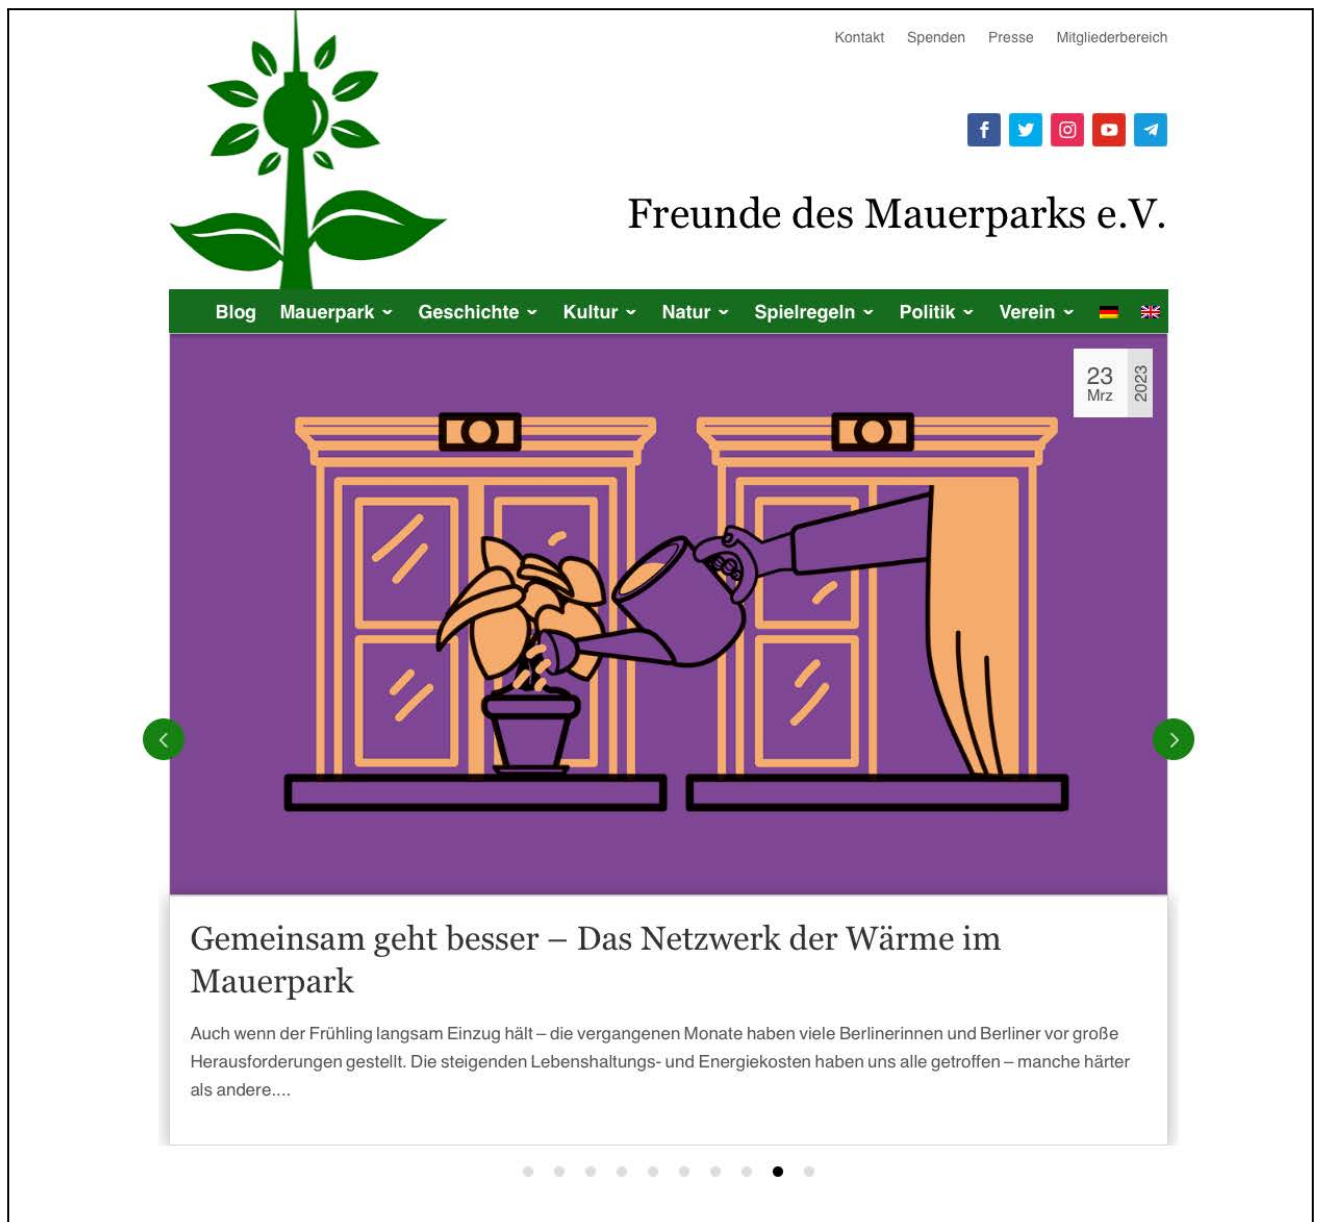 Kontakt Spenden Presse Mitgliederbereich
Freunde des Mauerparks e.V.
Blog Mauerpark Geschichte Kultur Natur Spielregeln Politik Verein
23
Mrz
2023
Gemeinsam geht besser – Das Netzwerk der Wärme im
Mauerpark
Auch wenn der Frühling langsam Einzug hält – die vergangenen Monate haben viele Berlinerinnen und Berliner vor große
Herausforderungen gestellt. Die steigenden Lebenshaltungs- und Energiekosten haben uns alle getroffen – manche härter
als andere....